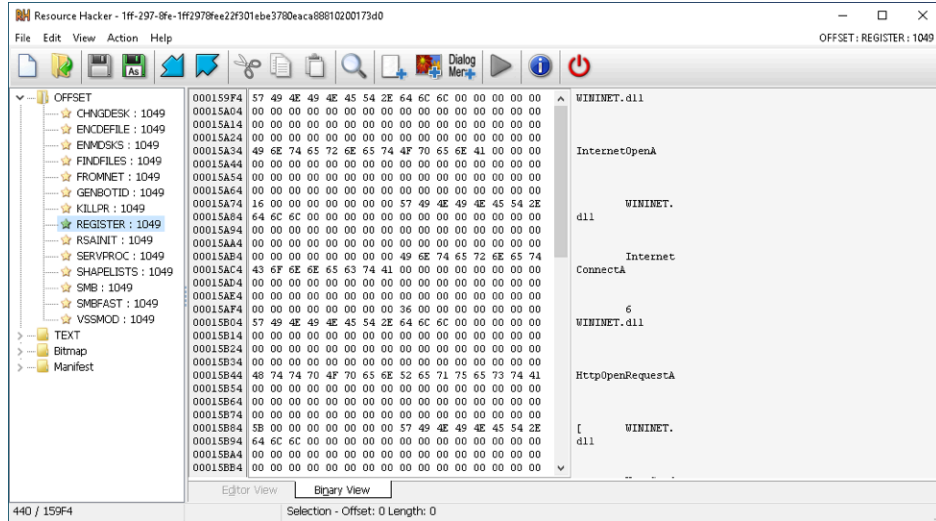 Resource Hacker - 1ff-297-8fe-1ff2978fee22f301ebe3780eaca88810200173d0
File Edit View Action Help
OFFSET : REGISTER : 1049
As
Dialog
Menu
OFFSET
CHNGDESK : 1049
ENCDEFILE : 1049
ENMDSKS : 1049
FINDFILES : 1049
FROMNET : 1049
GENBOTID : 1049
KILLPR : 1049
REGISTER : 1049
RSAINIT : 1049
SERVPROC : 1049
SHAPELISTS : 1049
SMB : 1049
SMBFAST : 1049
VSSMOD : 1049
TEXT
Bitmap
Manifest
000159F4 57 49 4E 49 4E 45 54 2E 64 6C 6C 00 00 00 00 00 WININET.dll
00015A04 00 00 00 00 00 00 00 00 00 00 00 00 00 00 00 00
00015A14 00 00 00 00 00 00 00 00 00 00 00 00 00 00 00 00
00015A24 00 00 00 00 00 00 00 00 00 00 00 00 00 00 00 00
00015A34 49 6E 74 65 72 6E 65 74 4F 70 65 6E 41 00 00 00 InternetOpenA
00015A44 00 00 00 00 00 00 00 00 00 00 00 00 00 00 00 00
00015A54 00 00 00 00 00 00 00 00 00 00 00 00 00 00 00 00
00015A64 00 00 00 00 00 00 00 00 00 00 00 00 00 00 00 00
00015A74 16 00 00 00 00 00 00 00 57 49 4E 49 4E 45 54 2E WININET.
00015A84 64 6C 6C 00 00 00 00 00 00 00 00 00 00 00 00 00 dll
00015A94 00 00 00 00 00 00 00 00 00 00 00 00 00 00 00 00
00015AA4 00 00 00 00 00 00 00 00 00 00 00 00 00 00 00 00
00015AB4 00 00 00 00 00 00 00 00 49 6E 74 65 72 6E 65 74 Internet
00015AC4 43 6F 6E 6E 65 63 74 41 00 00 00 00 00 00 00 00 ConnectA
00015AD4 00 00 00 00 00 00 00 00 00 00 00 00 00 00 00 00
00015AE4 00 00 00 00 00 00 00 00 00 00 00 00 00 00 00 00
00015AF4 00 00 00 00 00 00 00 00 36 00 00 00 00 00 00 00 6
00015B04 57 49 4E 49 4E 45 54 2E 64 6C 6C 00 00 00 00 00 WININET.dll
00015B14 00 00 00 00 00 00 00 00 00 00 00 00 00 00 00 00
00015B24 00 00 00 00 00 00 00 00 00 00 00 00 00 00 00 00
00015B34 00 00 00 00 00 00 00 00 00 00 00 00 00 00 00 00
00015B44 48 74 74 70 4F 70 65 6E 52 65 71 75 65 73 74 41 HttpOpenRequestA
00015B54 00 00 00 00 00 00 00 00 00 00 00 00 00 00 00 00
00015B64 00 00 00 00 00 00 00 00 00 00 00 00 00 00 00 00
00015B74 00 00 00 00 00 00 00 00 00 00 00 00 00 00 00 00
00015B84 5B 00 00 00 00 00 00 00 57 49 4E 49 4E 45 54 2E [ WININET.
00015B94 64 6C 6C 00 00 00 00 00 00 00 00 00 00 00 00 00 dll
00015BA4 00 00 00 00 00 00 00 00 00 00 00 00 00 00 00 00
00015BB4 00 00 00 00 00 00 00 00 00 00 00 00 00 00 00 00
Editor View Binary View
440 / 159F4 Selection - Offset: 0 Length: 0